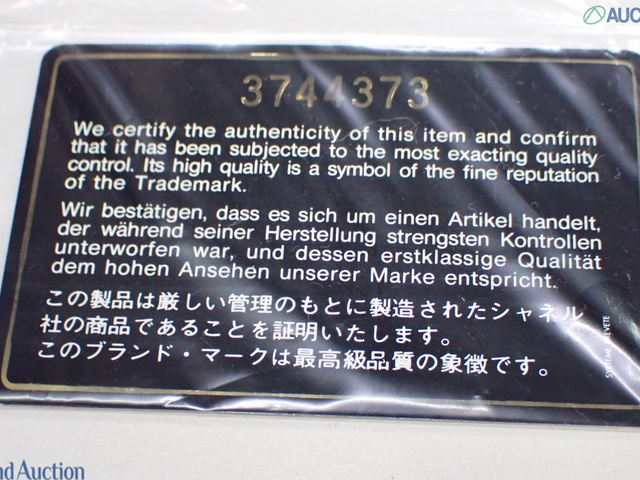 AUC
3744373
We certify the authenticity of this item and confirm
that it has been subjected to the most exacting quality
control. Its high quality is a symbol of the fine reputation
of the Trademark.
Wir bestätigen, dass es sich um einen Artikel handelt,
der während seiner Herstellung strengsten Kontrollen
unterworfen war, und dessen erstklassige Qualität
dem hohen Ansehen unserer Marke entspricht.
この製品は厳しい管理のもとに製造されたシャネル
社の商品であることを証明いたします。
このブランド・マークは最高級品質の象徴です。
nd Auction